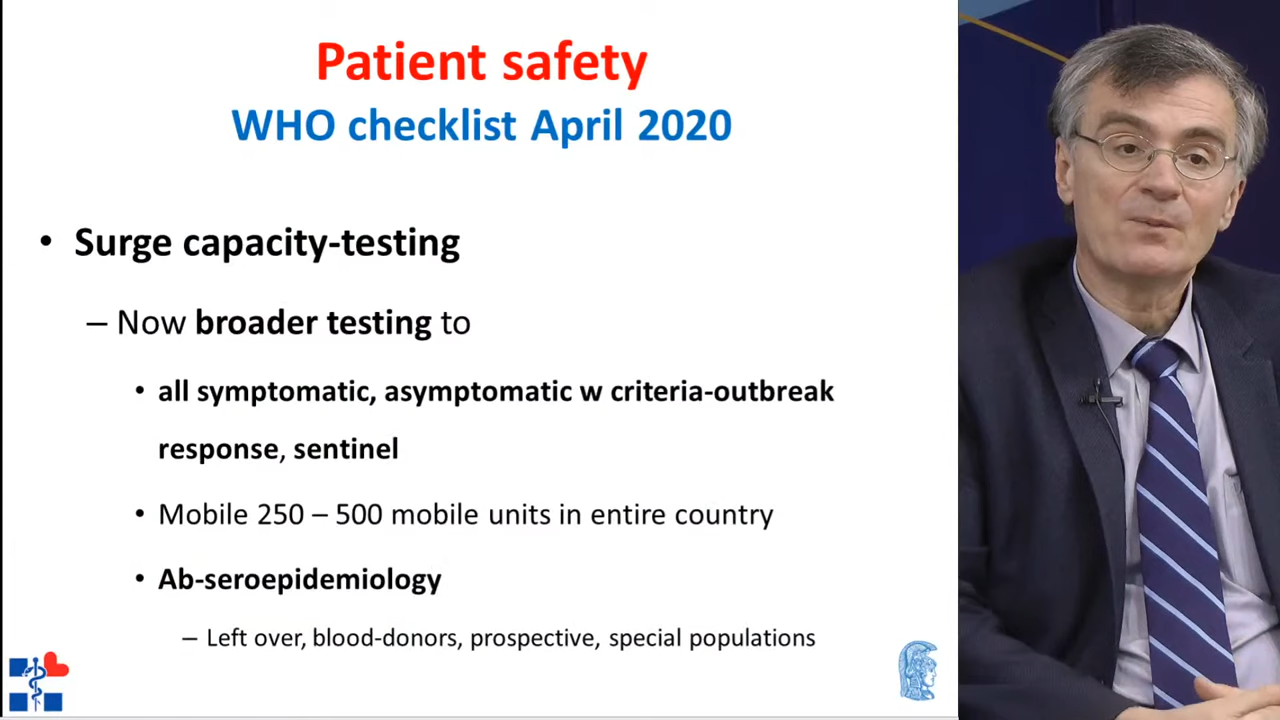 Patient safety
WHO checklist April 2020
• Surge capacity-testing
– Now broader testing to
• all symptomatic, asymptomatic w criteria-outbreak
response, sentinel
• Mobile 250 – 500 mobile units in entire country
• Ab-seroepidemiology
– Left over, blood-donors, prospective, special populations